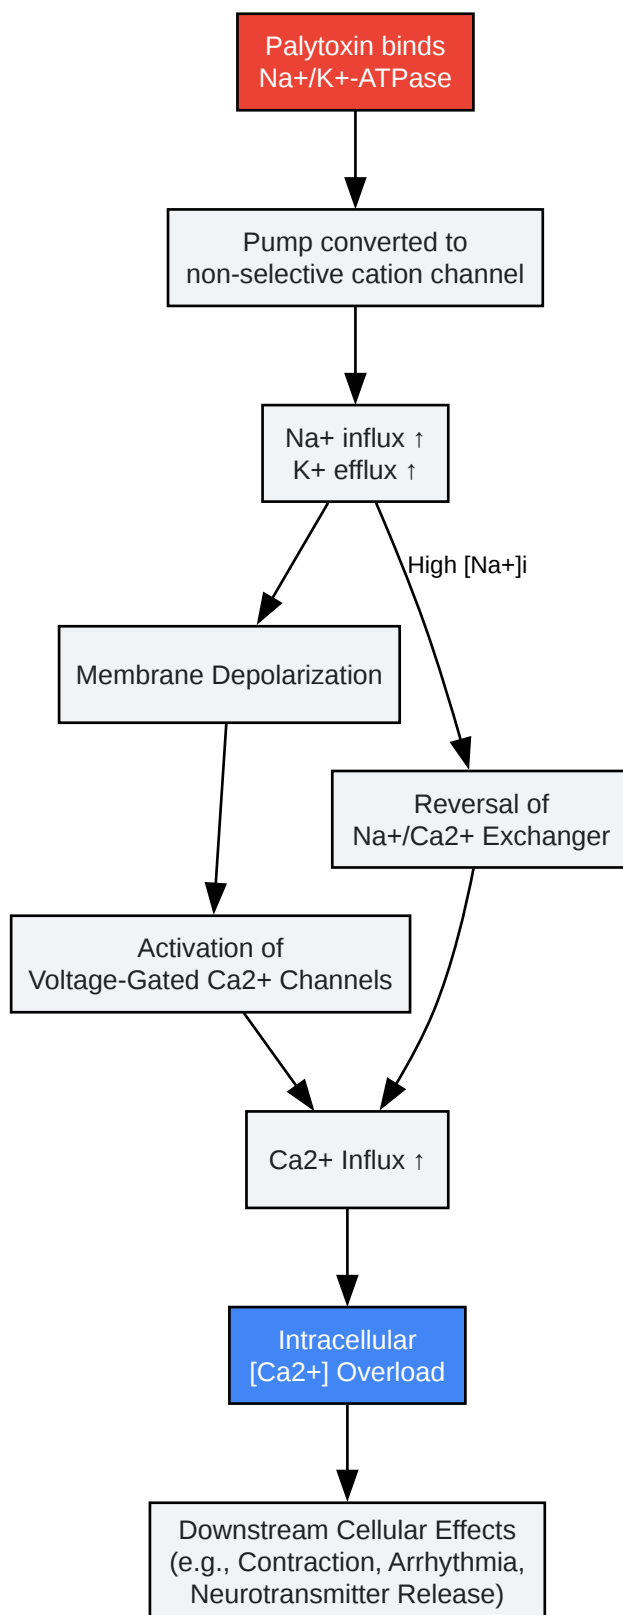 Palytoxin binds
Na+/K+-ATPase
Pump converted to
non-selective cation channel
Na+ influx ↑
K+ efflux ↑
High [Na+]i
Membrane Depolarization
Reversal of
Na+/Ca2+ Exchanger
Activation of
Voltage-Gated Ca2+ Channels
Ca2+ Influx ↑
Intracellular
[Ca2+] Overload
Downstream Cellular Effects
(e.g., Contraction, Arrhythmia,
Neurotransmitter Release)